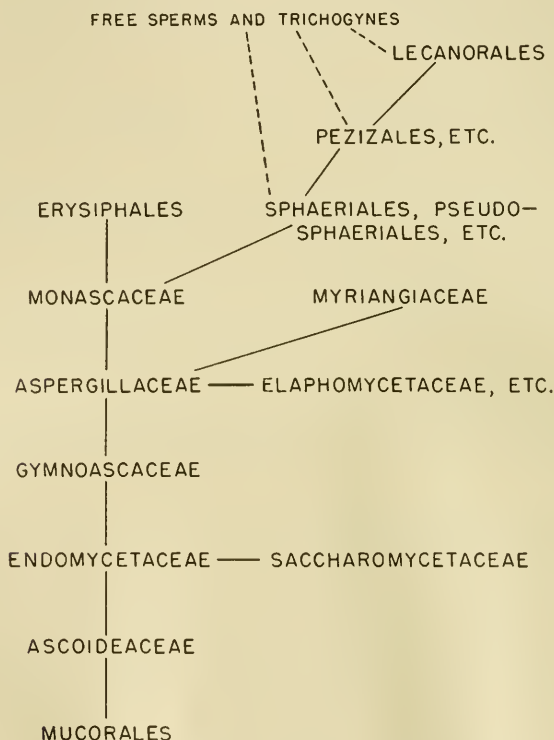 FREE SPERMS AND TRICHOGYNES
LECANORALES
PEZIZALES, ETC.
ERYSIPHALES
SPHAERIALES, PSEUDO-
SPHAERIALES, ETC.
MONASCACEAE
MYRIANGIACEAE
ASPERGILLACEAE
ELAPHOMYCETACEAE, ETC.
GYMNOASCACEAE
ENDOMYCETACEAE
SACCHAROMYCETACEAE
ASCOIDEACEAE
MUCORALES